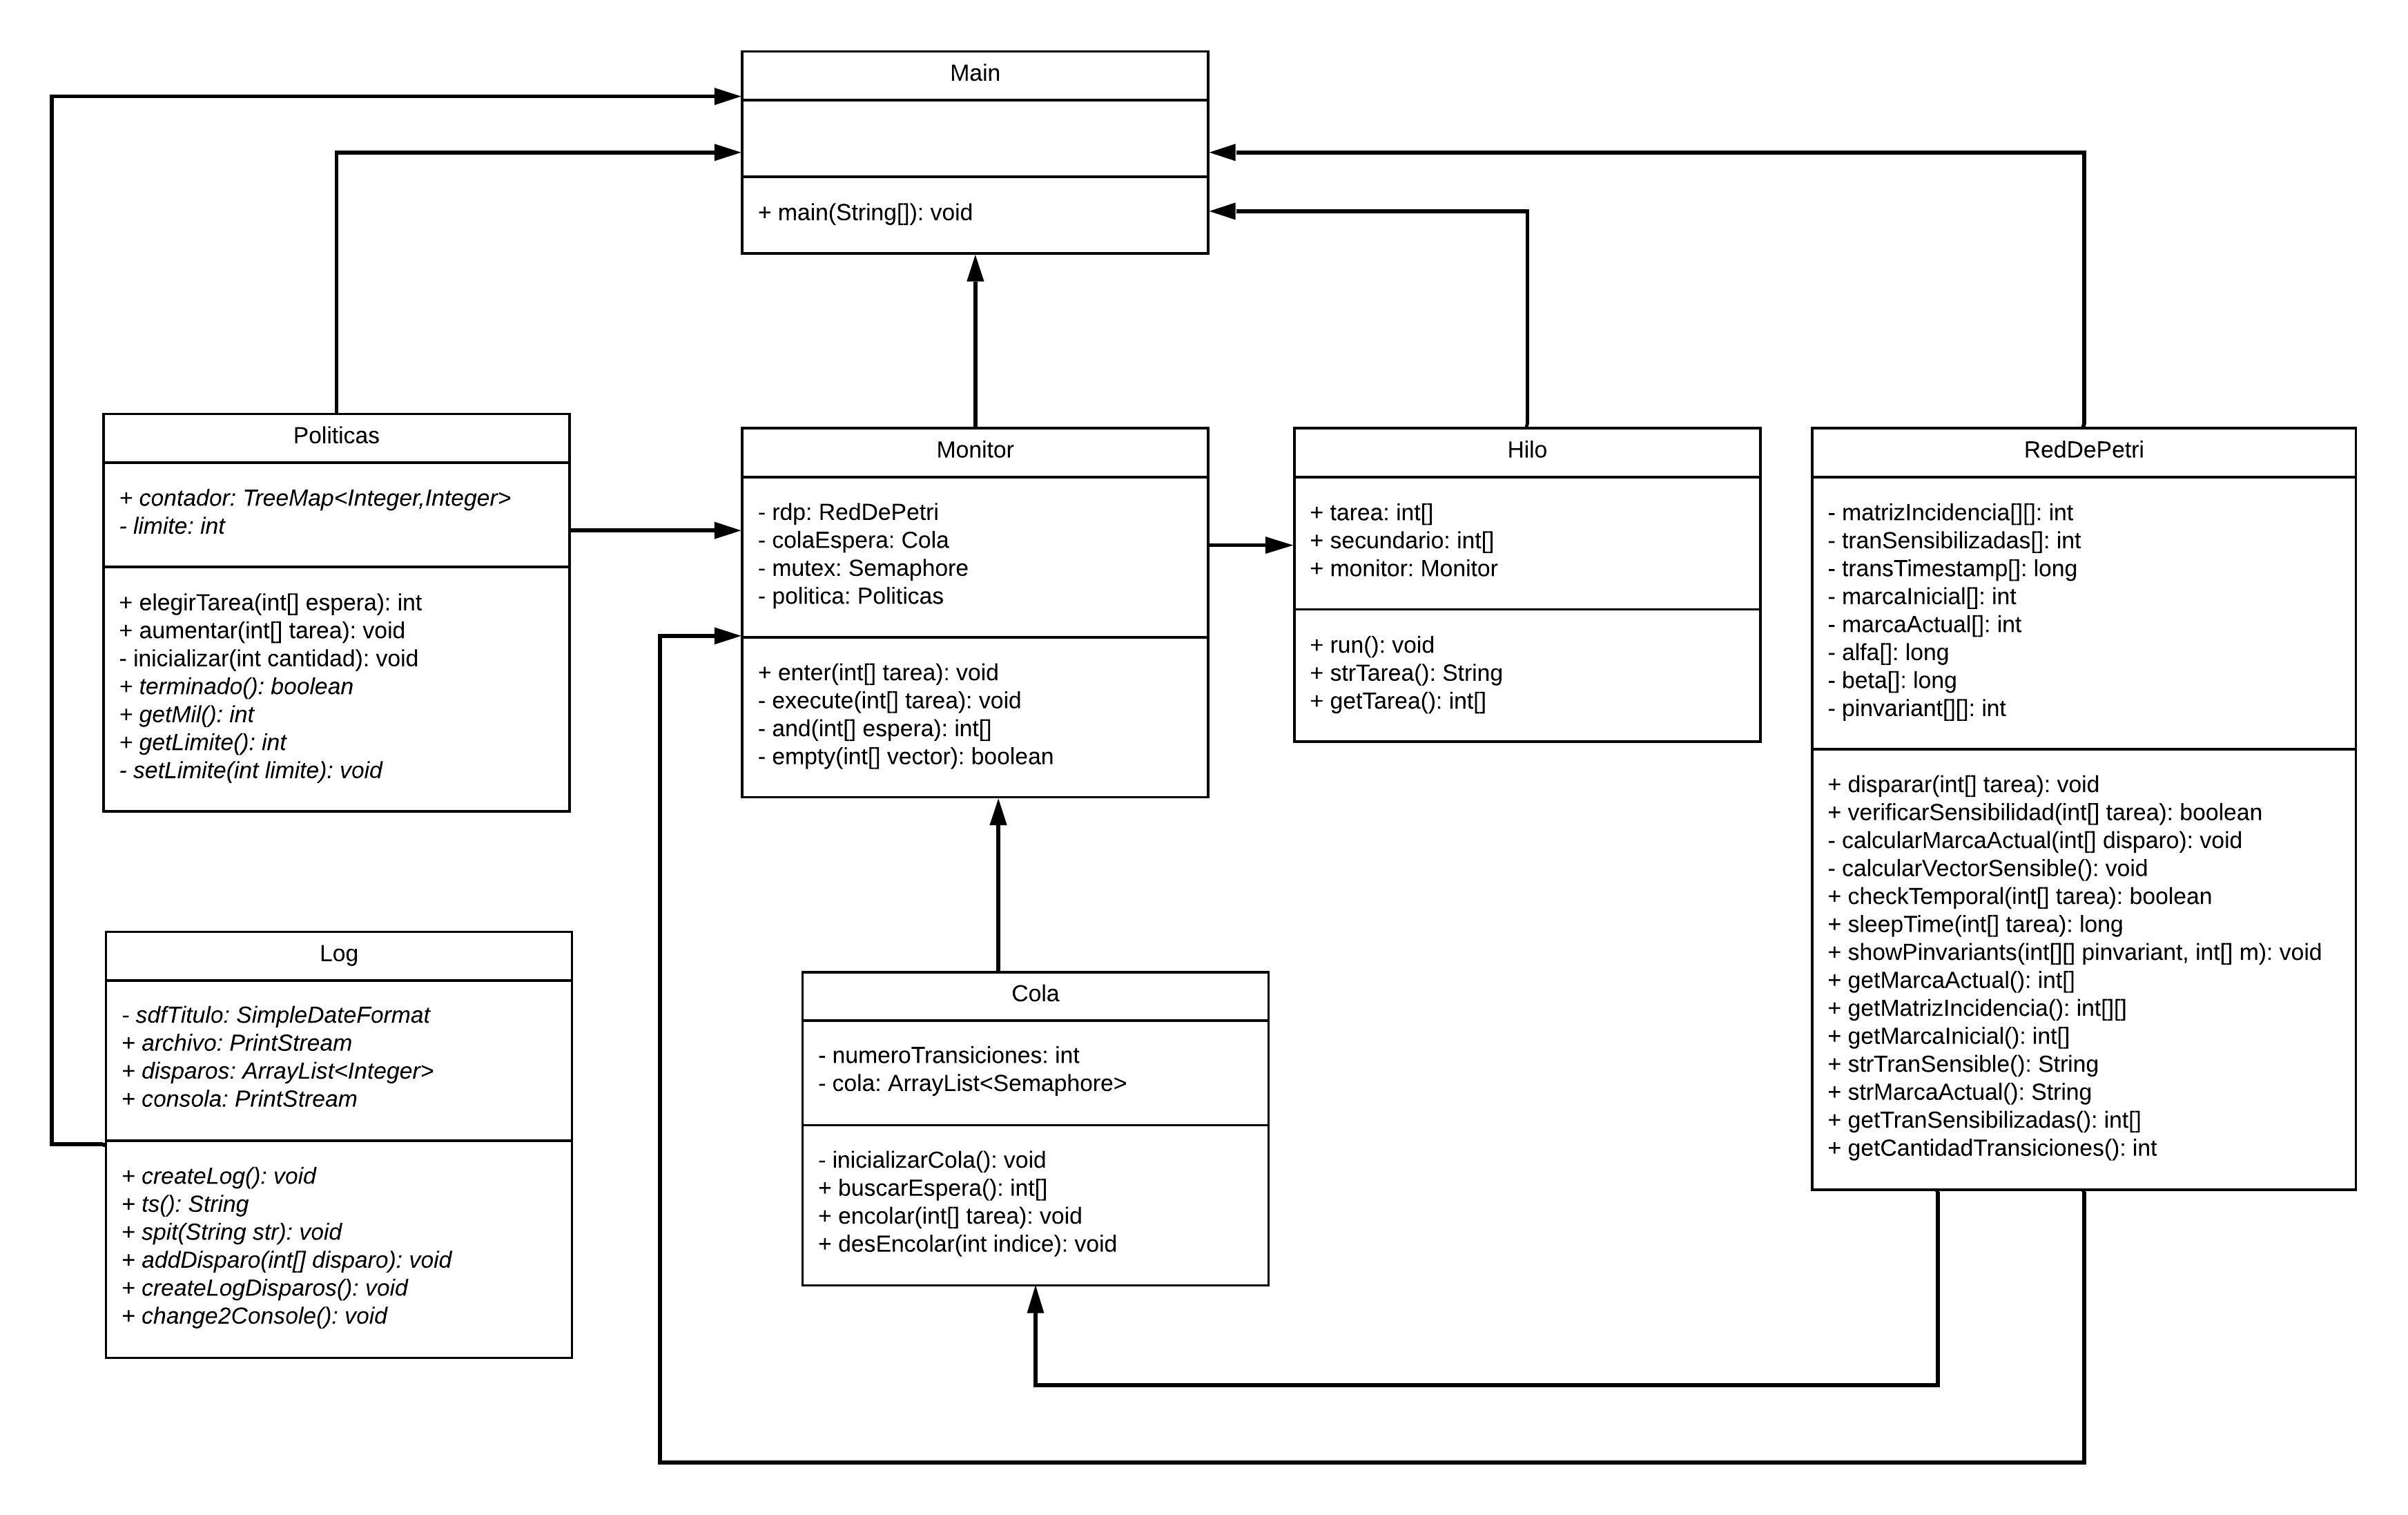 Main
+ main(String[]): void
Politicas
+ contador: TreeMap<Integer,Integer>
- limite: int
+ elegirTarea(int[] espera): int
+ aumentar(int[] tarea): void
- inicializar(int cantidad): void
+ terminado(): boolean
+ getMil(): int
+ getLimite(): int
- setLimite(int limite): void
Monitor
- rdp: RedDePetri
- colaEspera: Cola
- mutex: Semaphore
- politica: Politicas
+ enter(int[] tarea): void
- execute(int[] tarea): void
- and(int[] espera): int[]
- empty(int[] vector): boolean
Hilo
+ tarea: int[]
+ secundario: int[]
+ monitor: Monitor
+ run(): void
+ strTarea(): String
+ getTarea(): int[]
RedDePetri
- matrizIncidencia[][]: int
- tranSensibilizadas[]: int
- transTimestamp[]: long
- marcaInicial[]: int
- marcaActual[]: int
- alfa[]: long
- beta[]: long
- pinvariant[][]: int
+ disparar(int[] tarea): void
+ verificarSensibilidad(int[] tarea): boolean
- calcularMarcaActual(int[] disparo): void
- calcularVectorSensible(): void
+ checkTemporal(int[] tarea): boolean
+ sleepTime(int[] tarea): long
+ showPinvariants(int[][] pinvariant, int[] m): void
+ getMarcaActual(): int[]
+ getMatrizIncidencia(): int[][]
+ getMarcaInicial(): int[]
+ strTranSensible(): String
+ strMarcaActual(): String
+ getTranSensibilizadas(): int[]
+ getCantidadTransiciones(): int
Log
- sdfTitulo: SimpleDateFormat
+ archivo: PrintStream
+ disparos: ArrayList<Integer>
+ consola: PrintStream
+ createLog(): void
+ ts(): String
+ spit(String str): void
+ addDisparo(int[] disparo): void
+ createLogDisparos(): void
+ change2Console(): void
Cola
- numeroTransiciones: int
- cola: ArrayList<Semaphore>
- inicializarCola(): void
+ buscarEspera(): int[]
+ encolar(int[] tarea): void
+ desEncolar(int indice): void